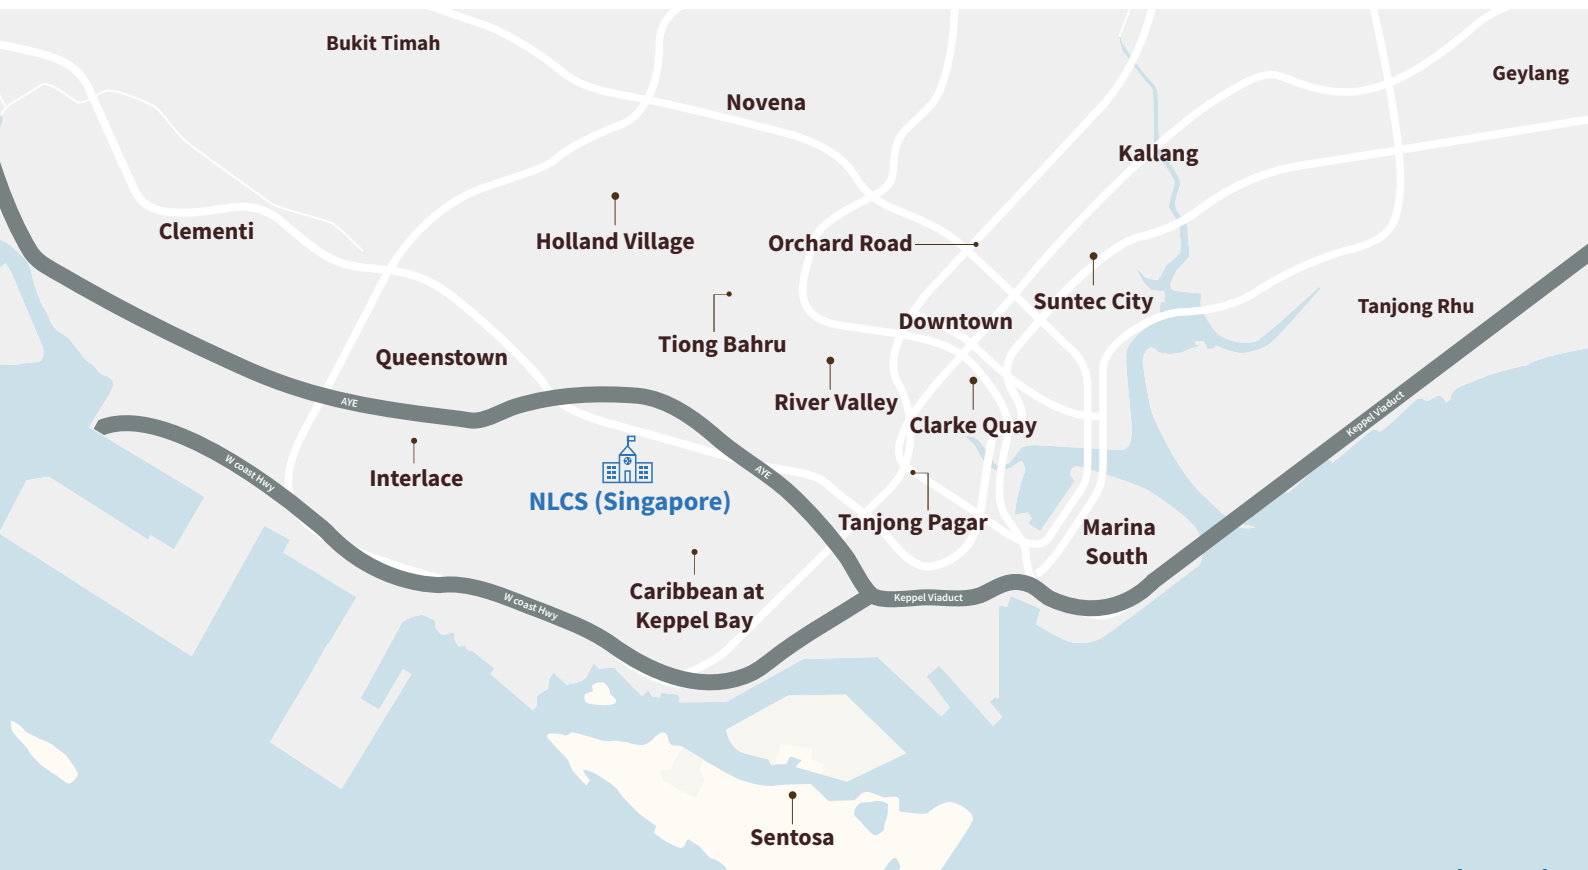 Bukit Timah
Geylang
Novena
Kallang
Clementi
Holland Village
Orchard Road
Suntec City
Tanjong Rhu
Downtown
Tiong Bahru
Queenstown
River Valley
AYE
Clarke Quay
Keppel Viaduct
W coast Hwy
Interlace
AYE
NLCS (Singapore)
Tanjong Pagar
Marina
South
Caribbean at
Keppel Bay
W coast Hwy
Keppel Viaduct
Sentosa